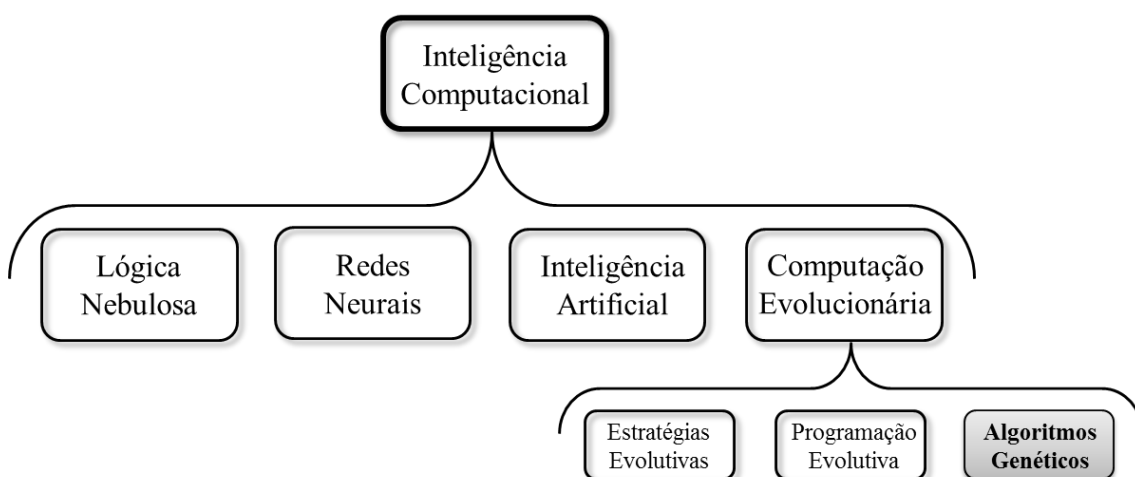 Inteligência
Computacional
Lógica
Nebulosa
Redes
Neurais
Inteligência
Artificial
Computação
Evolucionária
Estratégias
Evolutivas
Programação
Evolutiva
Algoritmos
Genéticos